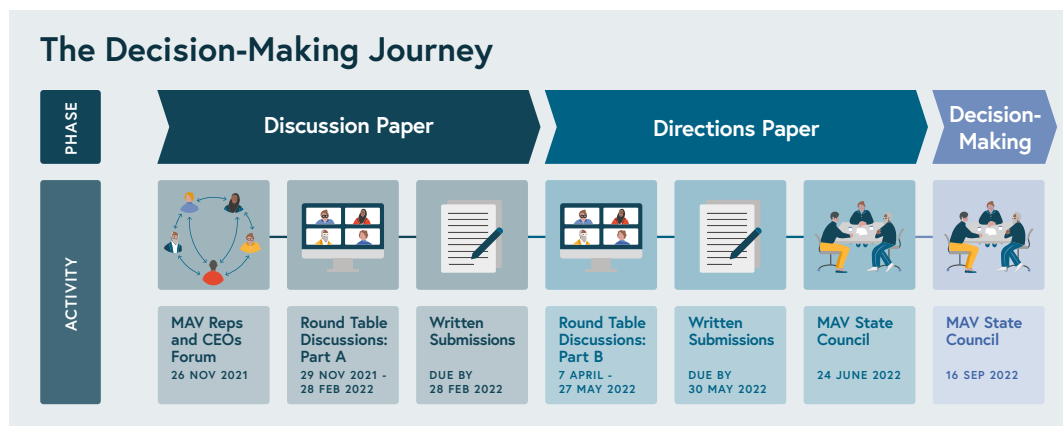 The Decision-Making Journey
PHASE
Discussion Paper
Directions Paper
Decision-
Making
ACTIVITY
MAV Reps
and CEOs
Forum
26 NOV 2021
Round Table
Discussions:
Part A
29 NOV 2021 -
28 FEB 2022
Written
Submissions
DUE BY
28 FEB 2022
Round Table
Discussions:
Part B
7 APRIL -
27 MAY 2022
Written
Submissions
DUE BY
30 MAY 2022
MAV State
Council
24 JUNE 2022
MAV State
Council
16 SEP 2022